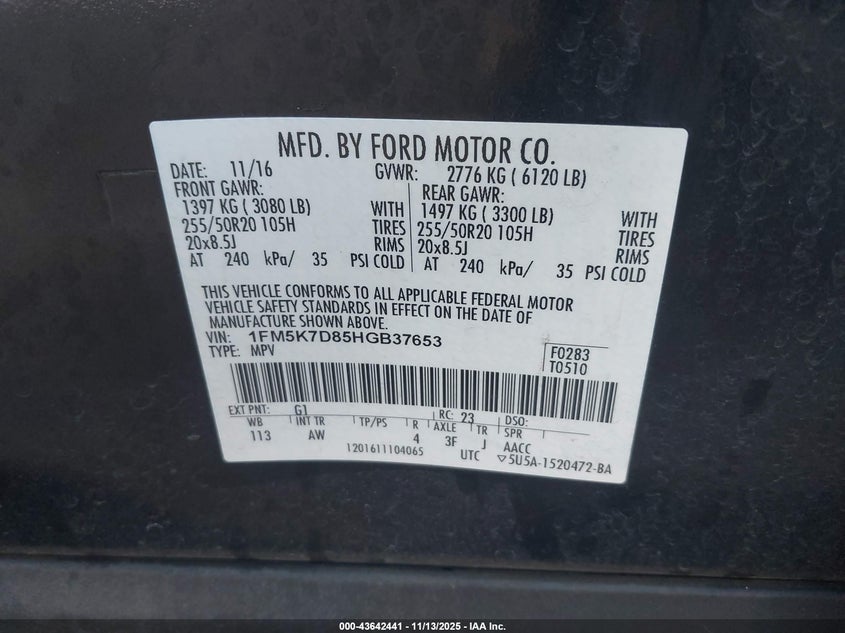 MFD. BY FORD MOTOR CO.
DATE: 11/16 GVWR: 2776 KG ( 6120 LB)
FRONT GAWR: REAR GAWR:
1397 KG ( 3080 LB) WITH 1497 KG ( 3300 LB) WITH
255/50R20 105H TIRES 255/50R20 105H TIRES
20x8.5J RIMS 20x8.5J RIMS
AT 240 kPa/ 35 PSI COLD AT 240 kPa/ 35 PSI COLD
THIS VEHICLE CONFORMS TO ALL APPLICABLE FEDERAL MOTOR
VEHICLE SAFETY STANDARDS IN EFFECT ON THE DATE OF
MANUFACTURE SHOWN ABOVE.
VIN: 1FM5K7D85HGB37653 F0283
TYPE: MPV T0510
EXT PNT: G1 RC: 23 DSO:
WB INT TR TP/PS R AXLE TR SPR
113 AW 4 3F J AACC
1201611104065 UTC ▽5U5A-1520472-BA
000-43642441 - 11/13/2025 - IAA Inc.